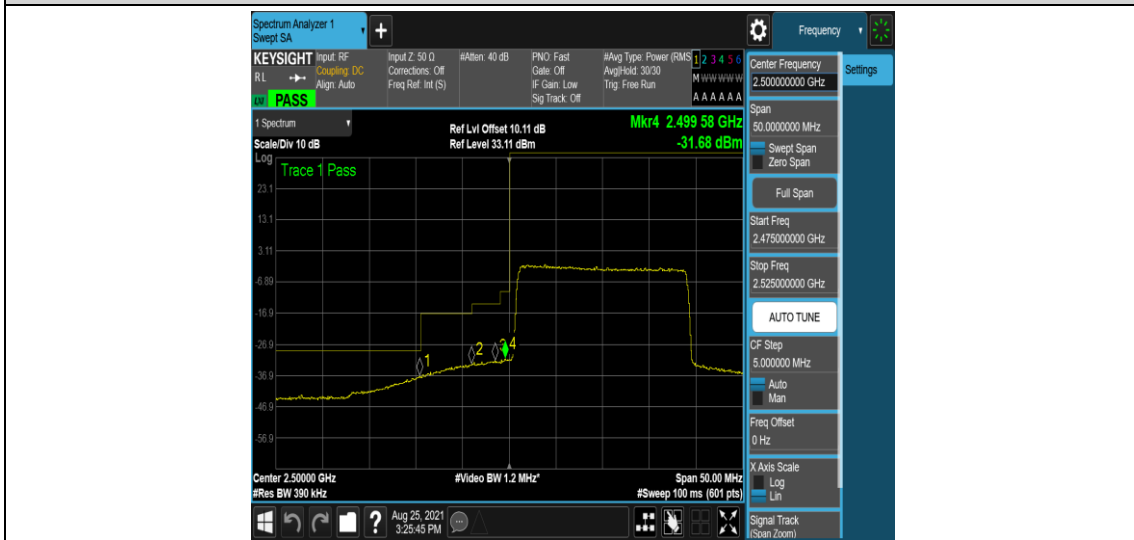 Spectrum Analyzer 1
Swept SA
+
Frequency
KEYSIGHT
Input: RF
Input Z: 50 Ω
#Atten: 40 dB
PNO: Fast
#Avg Type: Power (RMS
1 2 3 4 5 6
RL
Coupling: DC
Corrections: Off
Gate: Off
Avg|Hold: 30/30
M W W W W W
Align: Auto
Freq Ref: Int (S)
IF Gain: Low
Trig: Free Run
Sig Track: Off
A A A A A A
LXI
PASS
1 Spectrum
Ref Lvl Offset 10.11 dB
Mkr4 2.499 58 GHz
Scale/Div 10 dB
Ref Level 33.11 dBm
-31.68 dBm
Log
Trace 1 Pass
23.1
13.1
3.11
-6.89
-16.9
-26.9
-36.9
-46.9
-56.9
1
2
3
4
Center 2.50000 GHz
#Video BW 1.2 MHz*
Span 50.00 MHz
#Res BW 390 kHz
#Sweep 100 ms (601 pts)
?
Aug 25, 2021
3:25:45 PM
Center Frequency
2.500000000 GHz
Settings
Span
50.0000000 MHz
Swept Span
Zero Span
Full Span
Start Freq
2.475000000 GHz
Stop Freq
2.525000000 GHz
AUTO TUNE
CF Step
5.000000 MHz
Auto
Man
Freq Offset
0 Hz
X Axis Scale
Log
Lin
Signal Track
(Span Zoom)